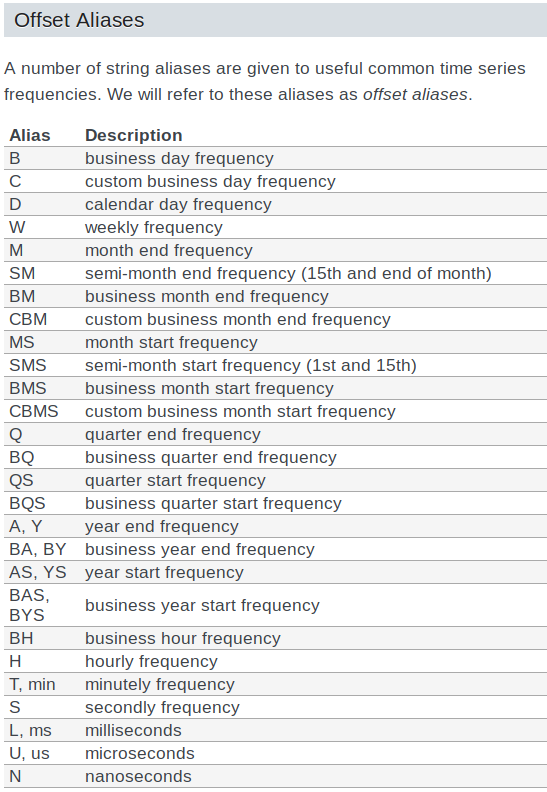 Offset Aliases
A number of string aliases are given to useful common time series
frequencies. We will refer to these aliases as offset aliases.
Alias Description
B business day frequency
C custom business day frequency
D calendar day frequency
W weekly frequency
M month end frequency
SM semi-month end frequency (15th and end of month)
BM business month end frequency
CBM custom business month end frequency
MS month start frequency
SMS semi-month start frequency (1st and 15th)
BMS business month start frequency
CBMS custom business month start frequency
Q quarter end frequency
BQ business quarter end frequency
QS quarter start frequency
BQS business quarter start frequency
A, Y year end frequency
BA, BY business year end frequency
AS, YS year start frequency
BAS,
BYS business year start frequency
BH business hour frequency
H hourly frequency
T, min minutely frequency
S secondly frequency
L, ms milliseconds
U, us microseconds
N nanoseconds